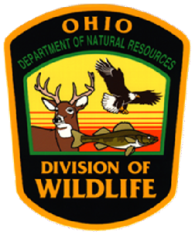 OHIO
DEPARTMENT OF NATURAL RESOURCES
DIVISION OF
WILDLIFE